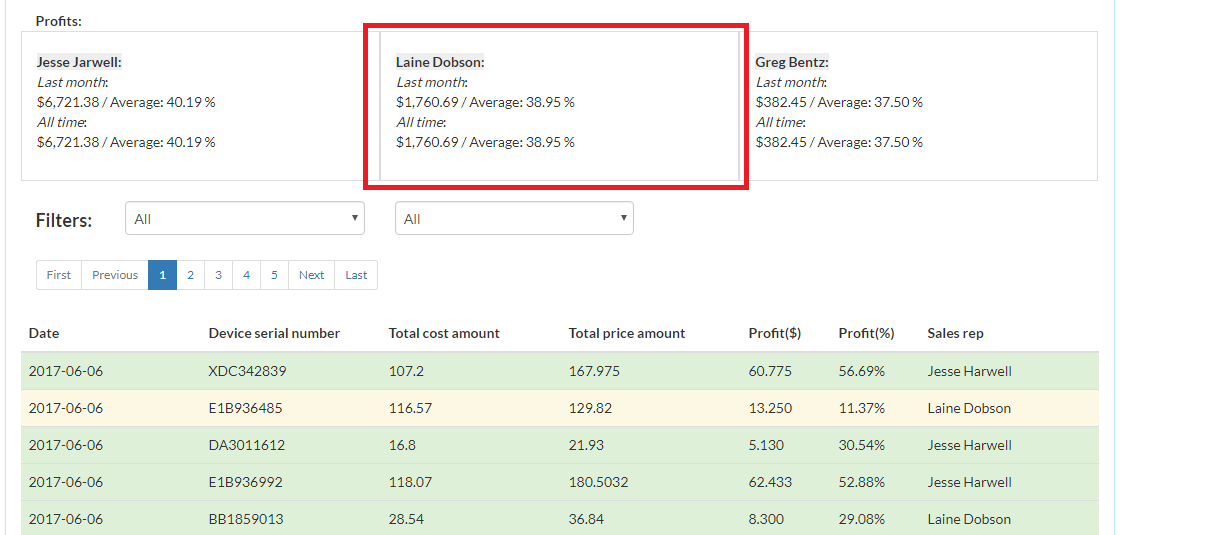 Profits:
Jesse Jarwell:
Last month:
$6,721.38 / Average: 40.19 %
All time:
$6,721.38 / Average: 40.19 %
Laine Dobson:
Last month:
$1,760.69 / Average: 38.95 %
All time:
$1,760.69 / Average: 38.95 %
Greg Bentz:
Last month:
$382.45 / Average: 37.50 %
All time:
$382.45 / Average: 37.50 %
Filters: All All
First Previous 1 2 3 4 5 Next Last
Date Device serial number Total cost amount Total price amount Profit($) Profit(%) Sales rep
2017-06-06 XDC342839 107.2 167.975 60.775 56.69% Jesse Harwell
2017-06-06 E1B936485 116.57 129.82 13.250 11.37% Laine Dobson
2017-06-06 DA3011612 16.8 21.93 5.130 30.54% Jesse Harwell
2017-06-06 E1B936992 118.07 180.5032 62.433 52.88% Jesse Harwell
2017-06-06 BB1859013 28.54 36.84 8.300 29.08% Laine Dobson